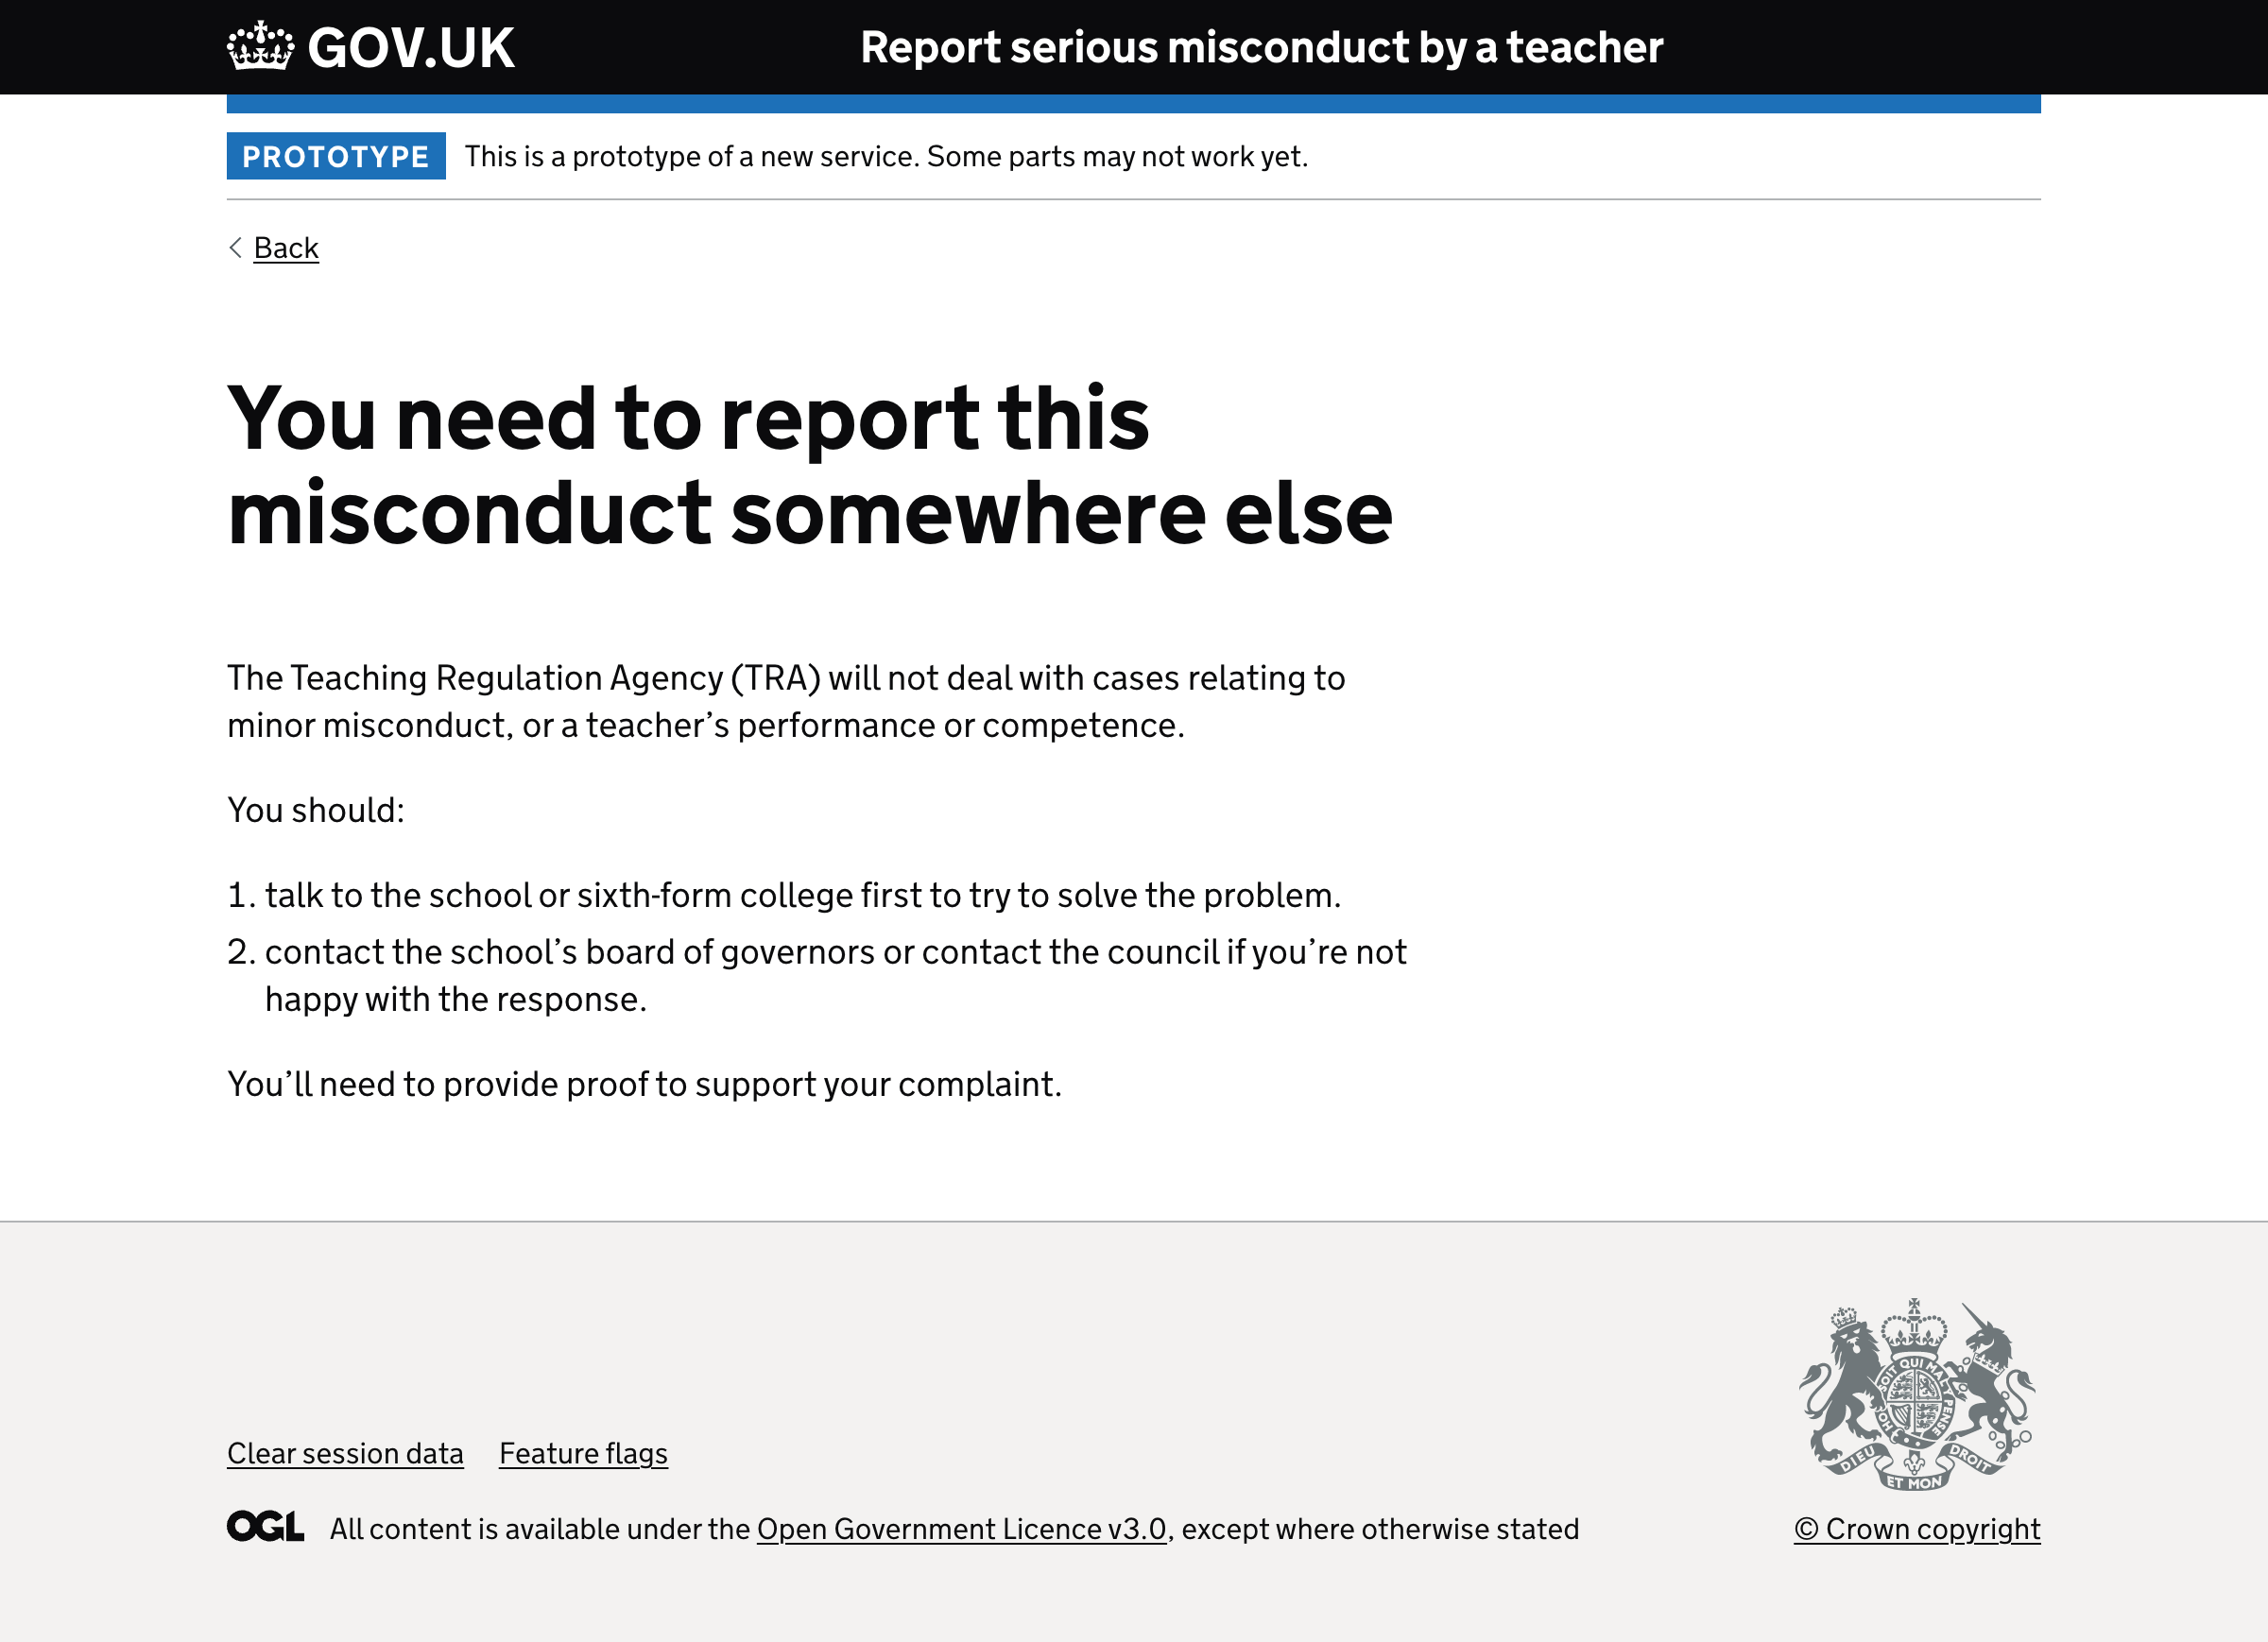 GOV.UK
Report serious misconduct by a teacher
PROTOTYPE
This is a prototype of a new service. Some parts may not work yet.
Back
You need to report this
misconduct somewhere else
The Teaching Regulation Agency (TRA) will not deal with cases relating to
minor misconduct, or a teacher’s performance or competence.
You should:
1. talk to the school or sixth-form college first to try to solve the problem.
2. contact the school’s board of governors or contact the council if you’re not
happy with the response.
You’ll need to provide proof to support your complaint.
SOIT QUI MAL Y PENSE
HO
DIEU ET MON DROIT
Clear session data Feature flags
OGL All content is available under the Open Government Licence v3.0, except where otherwise stated
© Crown copyright